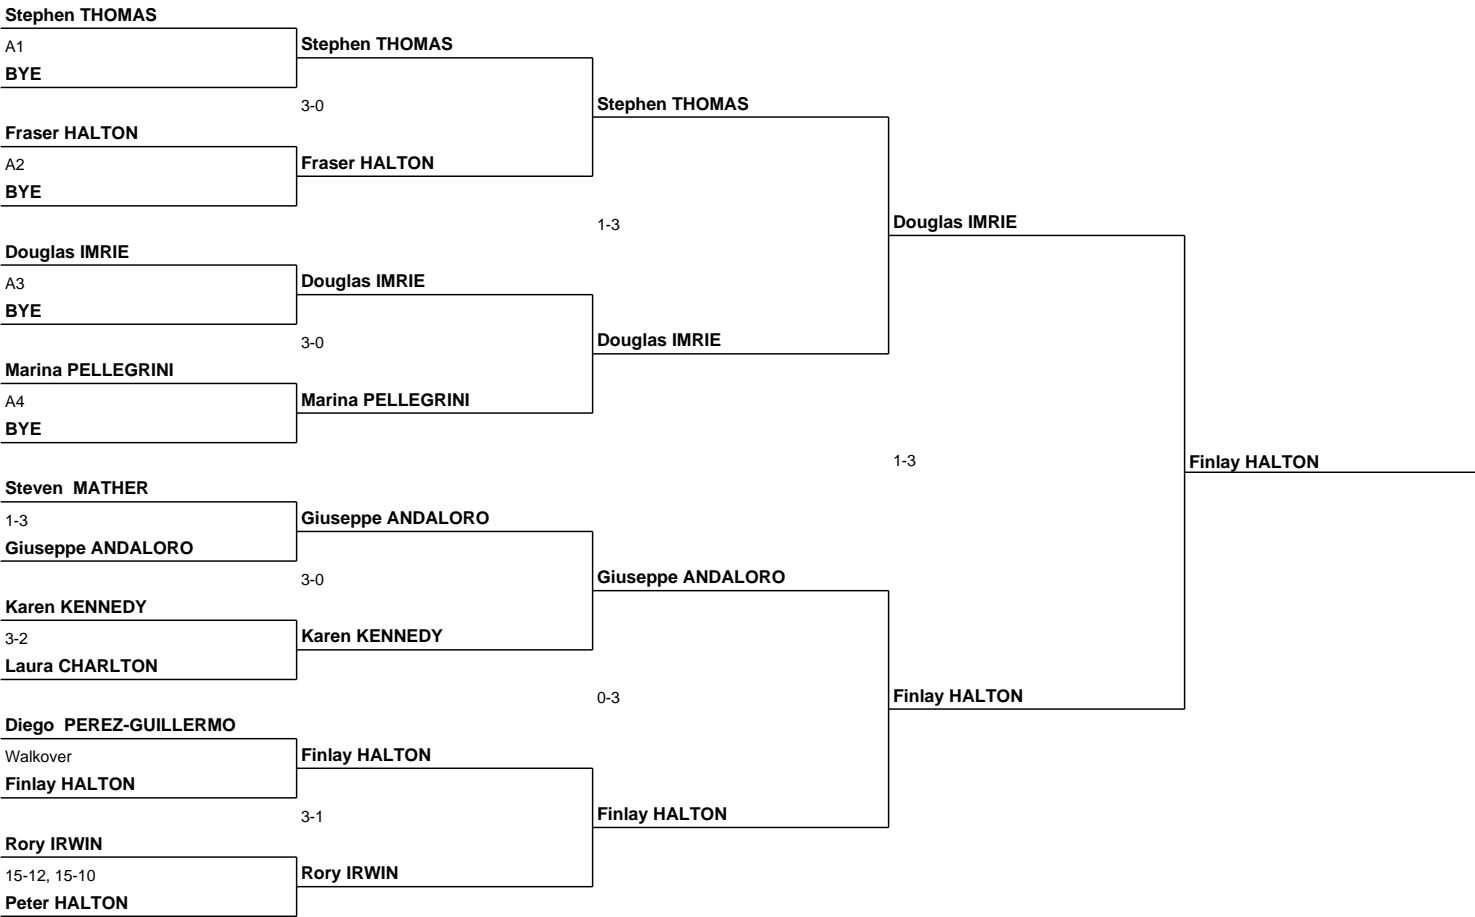 Stephen THOMAS
A1
BYE
Stephen THOMAS
3-0
Fraser HALTON
A2
BYE
Fraser HALTON
Stephen THOMAS
1-3
Douglas IMRIE
A3
BYE
Douglas IMRIE
3-0
Marina PELLEGRINI
A4
BYE
Marina PELLEGRINI
Douglas IMRIE
Douglas IMRIE
1-3
Steven  MATHER
1-3
Giuseppe ANDALORO
Giuseppe ANDALORO
3-0
Karen KENNEDY
3-2
Laura CHARLTON
Karen KENNEDY
Giuseppe ANDALORO
0-3
Diego  PEREZ-GUILLERMO
Walkover
Finlay HALTON
Finlay HALTON
3-1
Rory IRWIN
15-12, 15-10
Peter HALTON
Rory IRWIN
Finlay HALTON
Finlay HALTON
Finlay HALTON